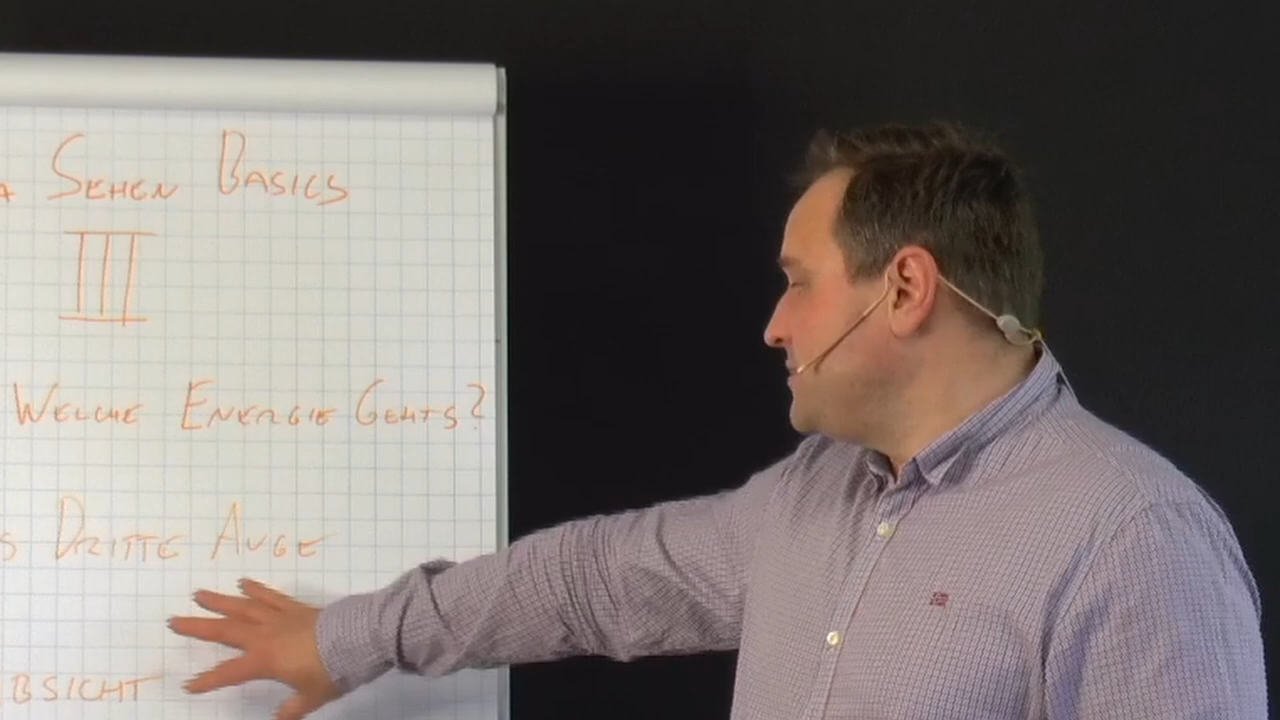 A SEHEN BASICS
III
WELCHE ENERGIE GEHTS?
S DRITTE AUGE
BSICHT